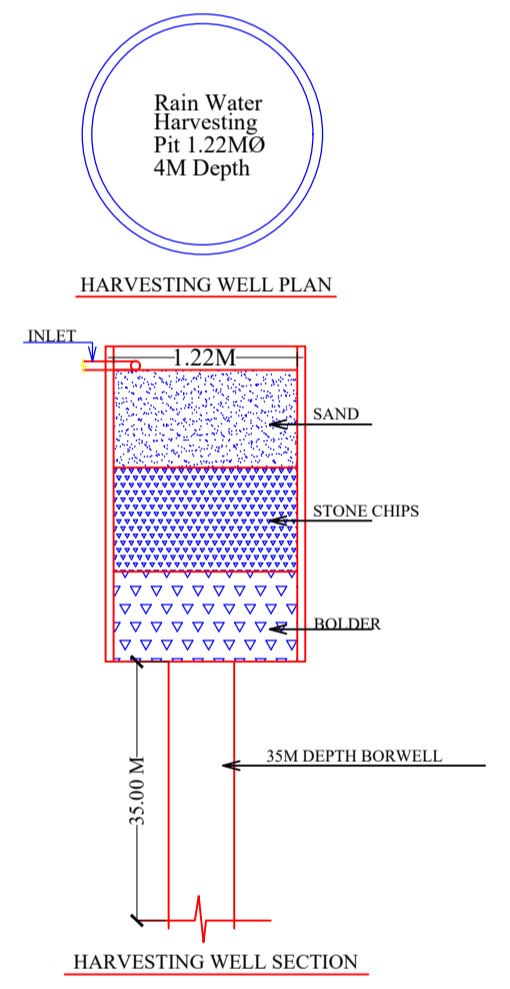 Rain Water
Harvesting
Pit 1.22MØ
4M Depth
HARVESTING WELL PLAN
INLET
1.22M
SAND
STONE CHIPS
BOLDER
35M DEPTH BORWELL
35.00 M
HARVESTING WELL SECTION